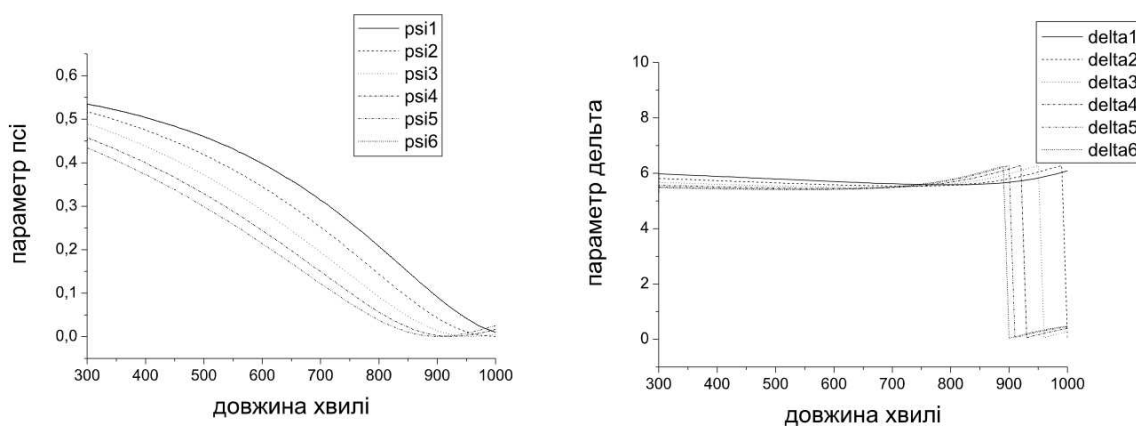 psi1
psi2
psi3
psi4
psi5
psi6
0,6
0,5
0,4
0,3
0,2
0,1
0,0
параметр псі
300 400 500 600 700 800 900 1000
довжина хвилі
delta1
delta2
delta3
delta4
delta5
delta6
10
8
6
4
2
0
параметр дельта
300 400 500 600 700 800 900 1000
довжина хвилі